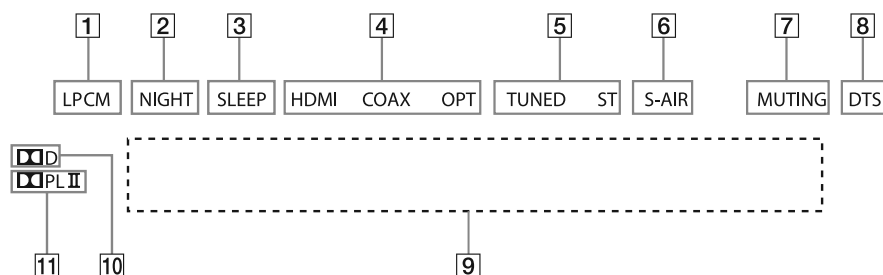 1 2 3 4 5 6 7 8
LPCM NIGHT SLEEP HDMI COAX OPT TUNED ST S-AIR MUTING DTS
D
PL II
11 10 9